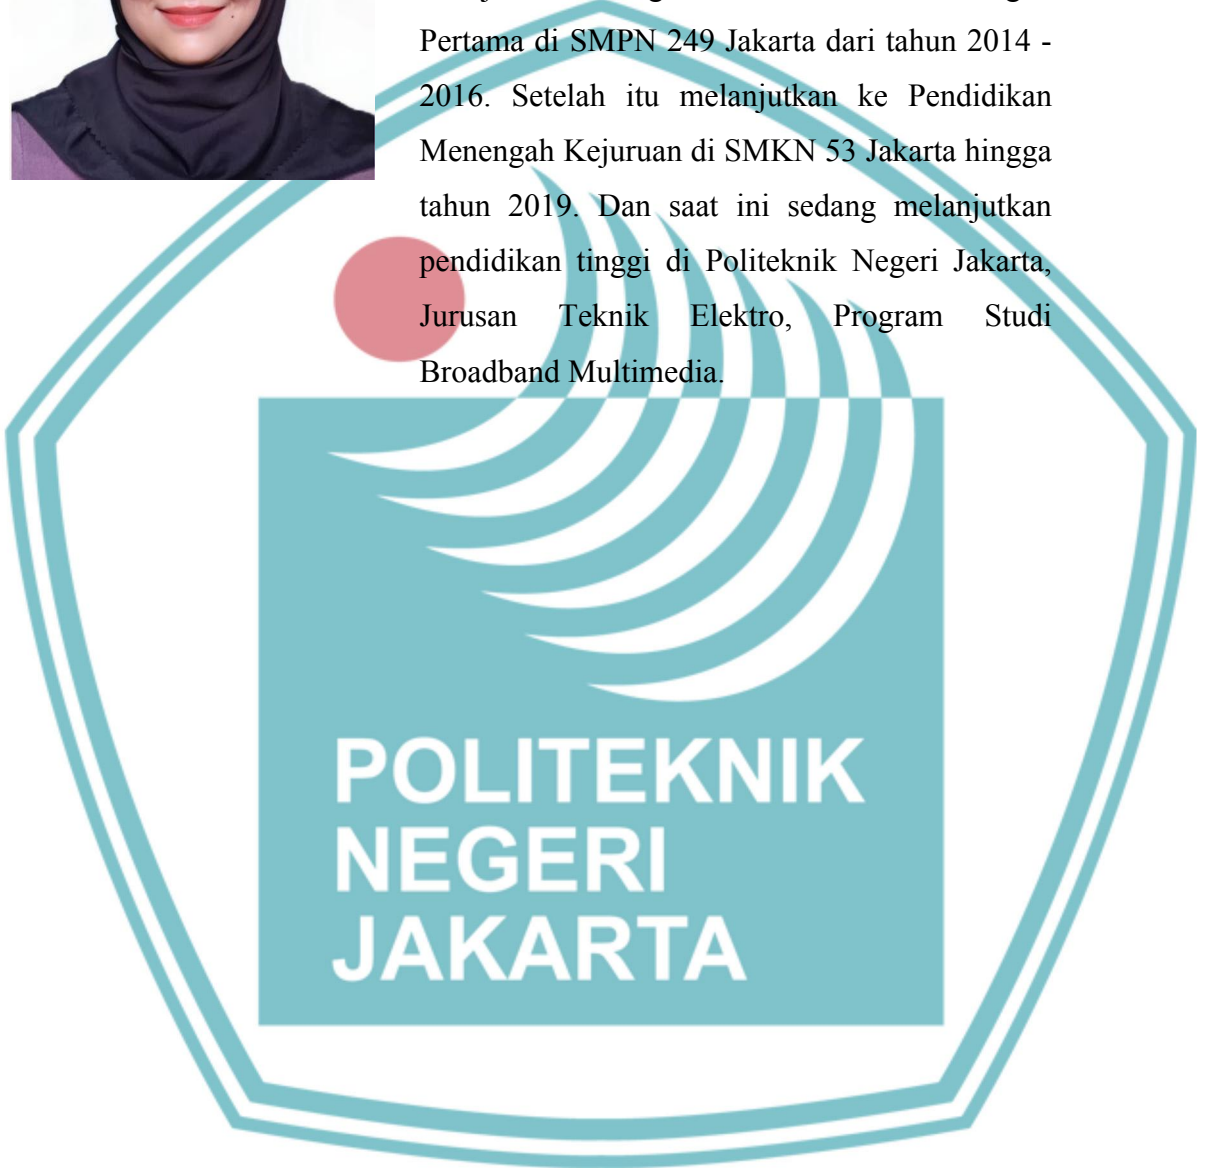 Pertama di SMPN 249 Jakarta dari tahun 2014 -
2016. Setelah itu melanjutkan ke Pendidikan
Menengah Kejuruan di SMKN 53 Jakarta hingga
tahun 2019. Dan saat ini sedang melanjutkan
pendidikan tinggi di Politeknik Negeri Jakarta,
Jurusan Teknik Elektro, Program Studi
Broadband Multimedia.
POLITEKNIK
NEGERI
JAKARTA